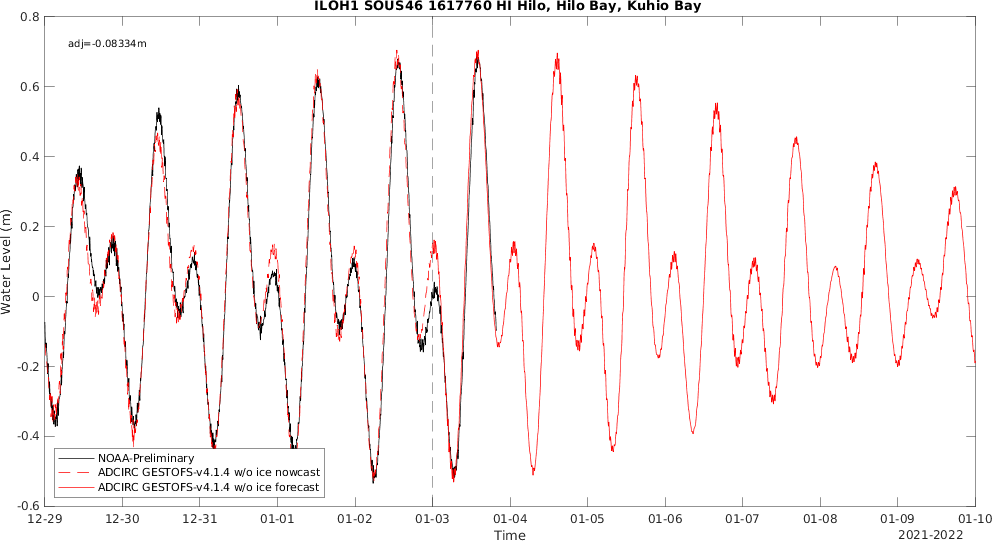 ILOH1 SOUS46 1617760 HI Hilo, Hilo Bay, Kuhio Bay
adj=-0.08334m
Water Level (m)
0.8
0.6
0.4
0.2
0
-0.2
-0.4
-0.6
NOAA-Preliminary
ADCIRC GESTOFS-v4.1.4 w/o ice nowcast
ADCIRC GESTOFS-v4.1.4 w/o ice forecast
12-29 12-30 12-31 01-01 01-02 01-03 01-04 01-05 01-06 01-07 01-08 01-09 01-10
Time
2021-2022